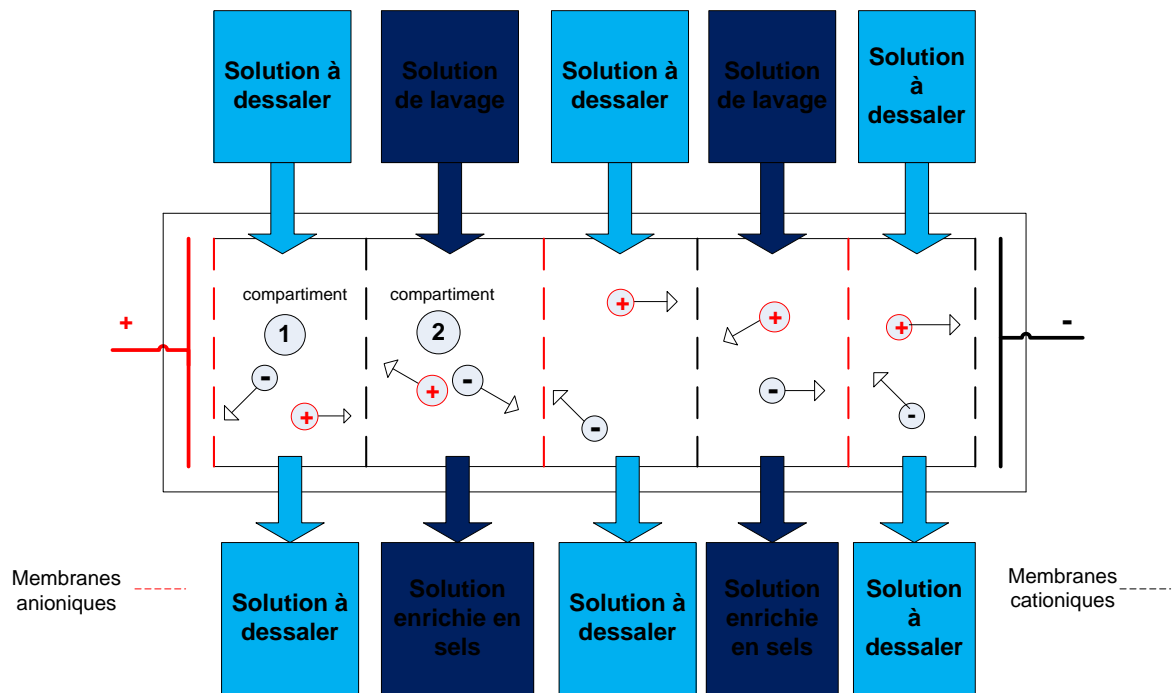 Solution à
dessaler
Solution
de lavage
Solution à
dessaler
Solution
de lavage
Solution
à
dessaler
+
-
compartiment
1
compartiment
2
-
+
+
-
+
-
+
-
+
-
Membranes
anioniques
Solution à
dessaler
Solution
enrichie en
sels
Solution à
dessaler
Solution
enrichie
en sels
Solution
à
dessaler
Membranes
cationiques